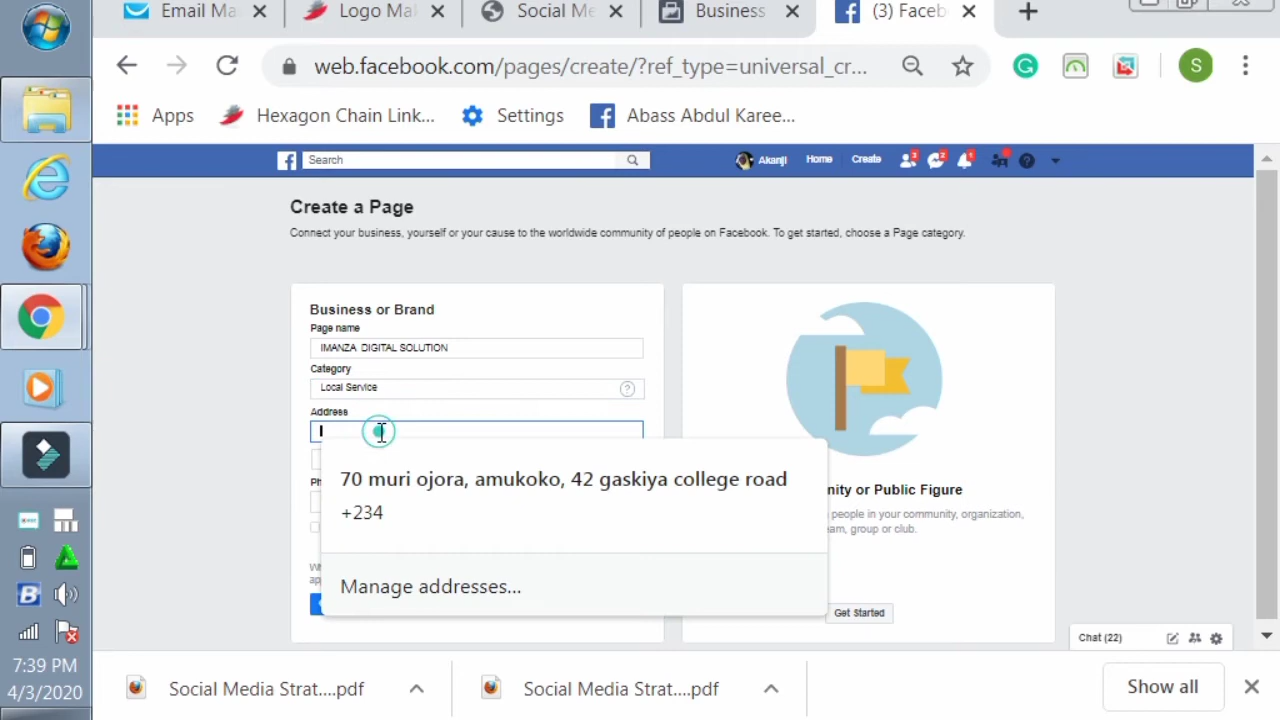 Email Ma
Logo Mak
Social Me
Business
(3) Faceb
web.facebook.com/pages/create/?ref_type=universal_cr...
S
Apps
Hexagon Chain Link...
Settings
Abass Abdul Karee...
Search
Akanji
Home
Create
Create a Page
Connect your business, yourself or your cause to the worldwide community of people on Facebook. To get started, choose a Page category.
Business or Brand
Page name
IMANZA DIGITAL SOLUTION
Category
Local Service
Address
70 muri ojora, amukoko, 42 gaskiya college road
+234
Manage addresses...
Ph
nity or Public Figure
people in your community, organization,
am, group or club.
Get Started
Chat (22)
7:39 PM
4/3/2020
Social Media Strat....pdf
Social Media Strat....pdf
Show all